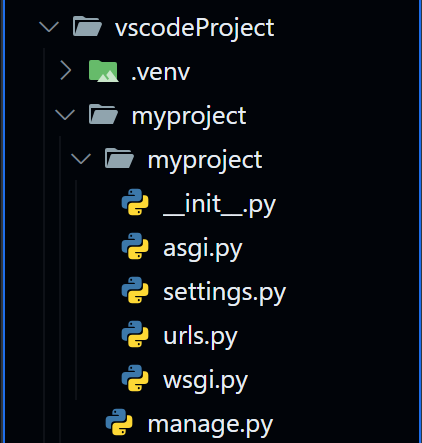 vscodeProject
.venv
myproject
myproject
__init__.py
asgi.py
settings.py
urls.py
wsgi.py
manage.py